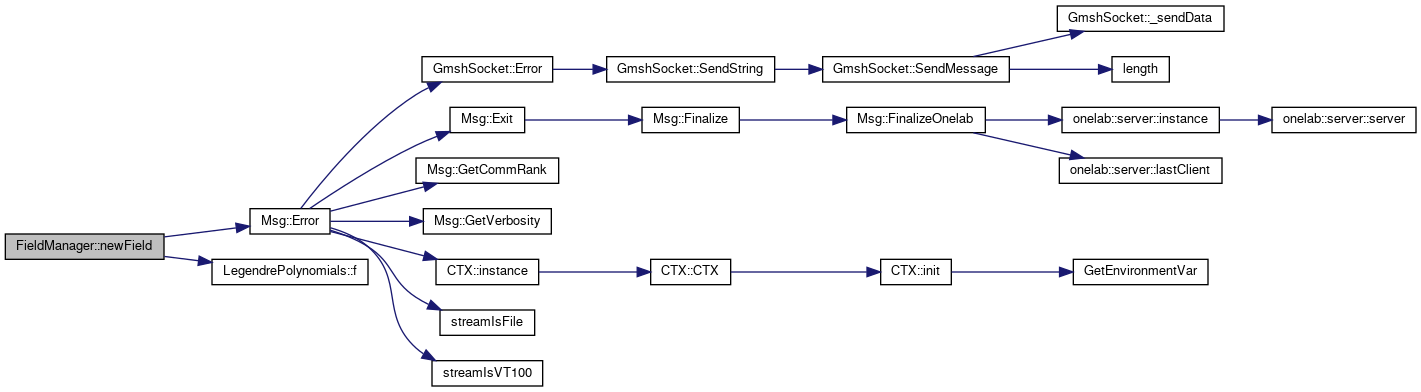 GmshSocket::_sendData
GmshSocket::Error
GmshSocket::SendString
GmshSocket::SendMessage
length
Msg::Exit
Msg::Finalize
Msg::FinalizeOnelab
onelab::server::instance
onelab::server::server
Msg::GetCommRank
onelab::server::lastClient
Msg::Error
Msg::GetVerbosity
FieldManager::newField
LegendrePolynomials::f
CTX::instance
CTX::CTX
CTX::init
GetEnvironmentVar
streamIsFile
streamIsVT100